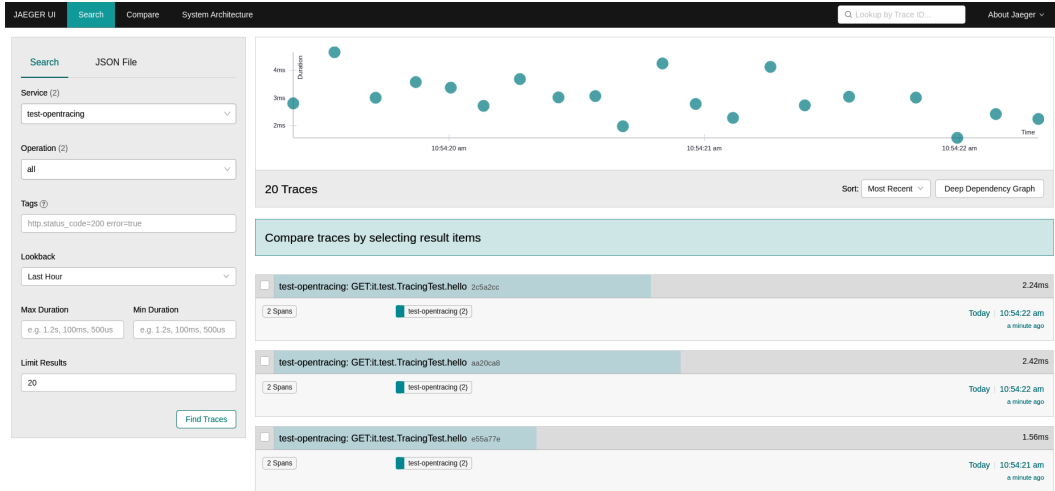 JAEGER UI Search Compare System Architecture Lookup by Trace ID... About Jaeger
Search JSON File
Service (2)
test-opentracing
Operation (2)
all
Tags
http.status_code=200 error=true
Lookback
Last Hour
Max Duration Min Duration
e.g. 1.2s, 100ms, 500us e.g. 1.2s, 100ms, 500us
Limit Results
20
Find Traces
Duration
4ms
3ms
2ms
Time
10:54:20 am 10:54:21 am 10:54:22 am
20 Traces Sort: Most Recent Deep Dependency Graph
Compare traces by selecting result items
test-opentracing: GET:it.test.TracingTest.hello 2c5a2cc 2.24ms
2 Spans test-opentracing (2) Today 10:54:22 am
a minute ago
test-opentracing: GET:it.test.TracingTest.hello aa20ca8 2.42ms
2 Spans test-opentracing (2) Today 10:54:22 am
a minute ago
test-opentracing: GET:it.test.TracingTest.hello e55a77e 1.56ms
2 Spans test-opentracing (2) Today 10:54:21 am
a minute ago